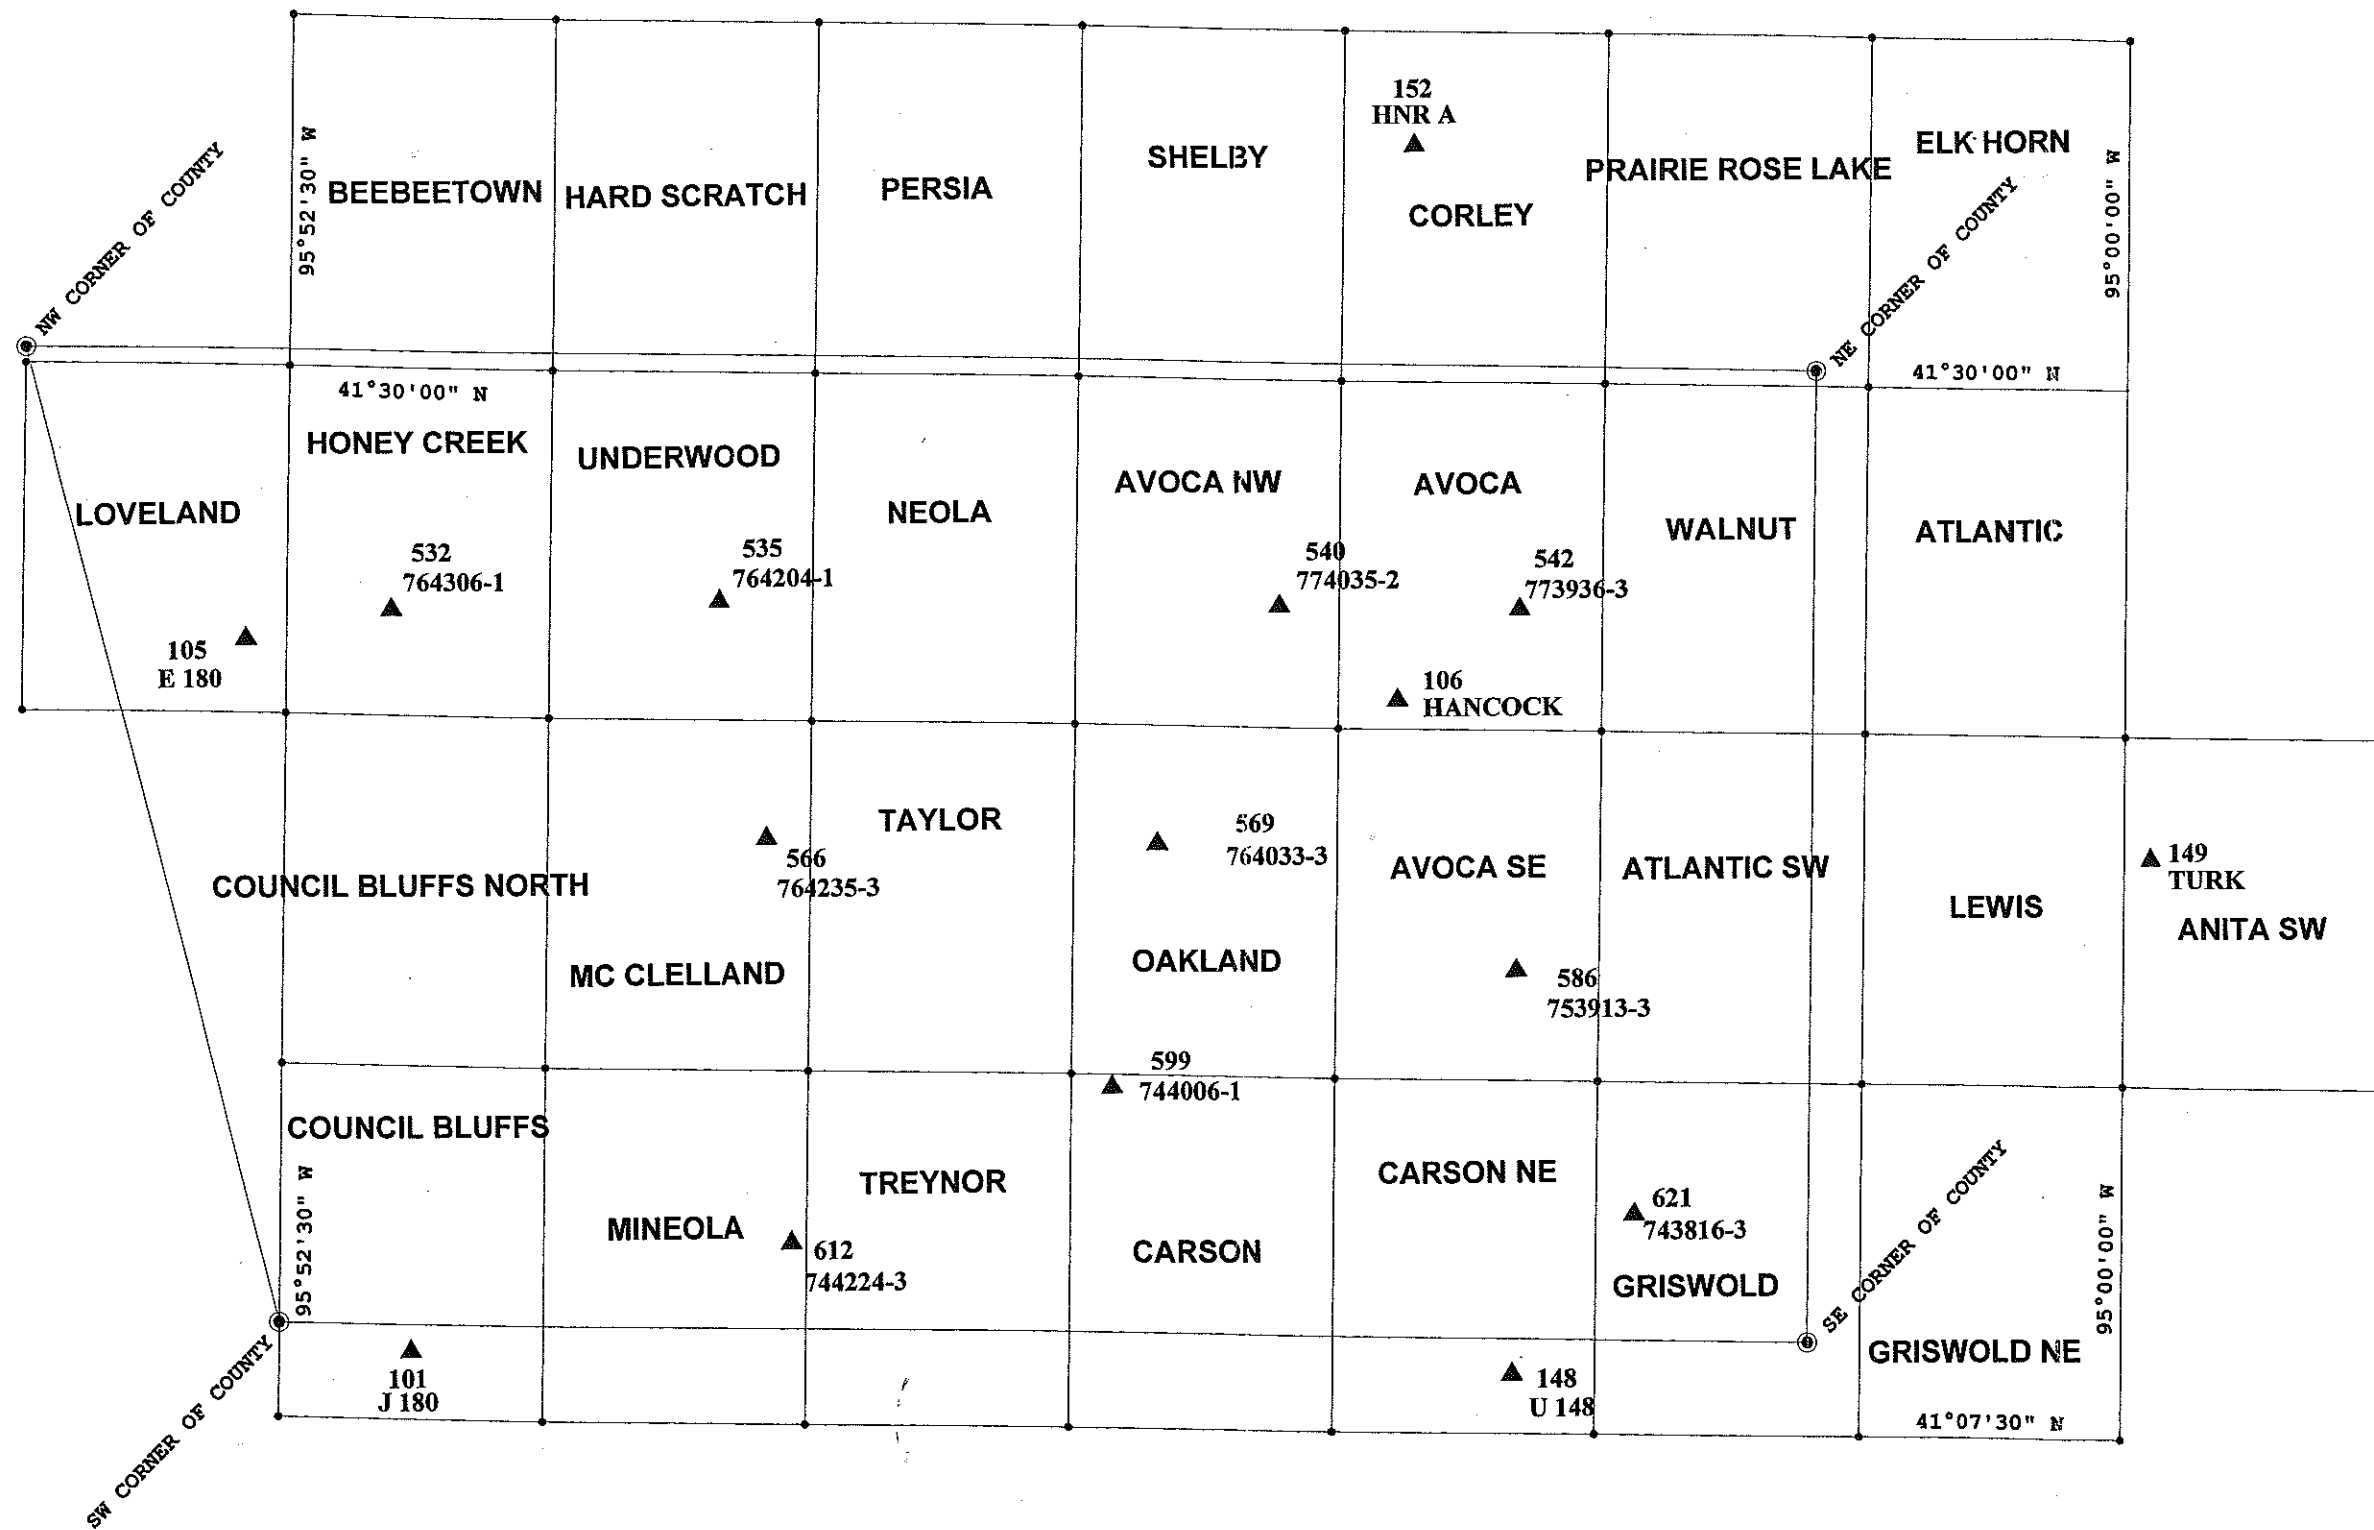 152
HNR A
NW CORNER OF COUNTY
95°52'30" W
BEEBEETOWN
HARD SCRATCH
PERSIA
SHELBY
CORLEY
PRAIRIE ROSE LAKE
ELK HORN
95°00'00" W
NE CORNER OF COUNTY
41°30'00" N
41°30'00" N
LOVELAND
HONEY CREEK
UNDERWOOD
NEOLA
AVOCA NW
AVOCA
WALNUT
ATLANTIC
532
764306-1
535
764204-1
540
774035-2
542
773936-3
105
E 180
106
HANCOCK
COUNCIL BLUFFS NORTH
MC CLELLAND
566
764235-3
TAYLOR
569
764033-3
OAKLAND
AVOCA SE
586
753913-3
ATLANTIC SW
LEWIS
149
TURK
ANITA SW
599
744006-1
COUNCIL BLUFFS
95°52'30" W
MINEOLA
612
744224-3
TREYNOR
CARSON
CARSON NE
621
743816-3
GRISWOLD
SE CORNER OF COUNTY
95°00'00" W
GRISWOLD NE
SW CORNER OF COUNTY
101
J 180
148
U 148
41°07'30" N